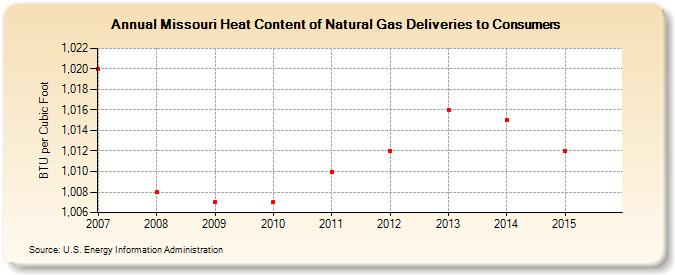 Annual Missouri Heat Content of Natural Gas Deliveries to Consumers
BTU per Cubic Foot
1,022
1,020
1,018
1,016
1,014
1,012
1,010
1,008
1,006
2007 2008 2009 2010 2011 2012 2013 2014 2015
Source: U.S. Energy Information Administration